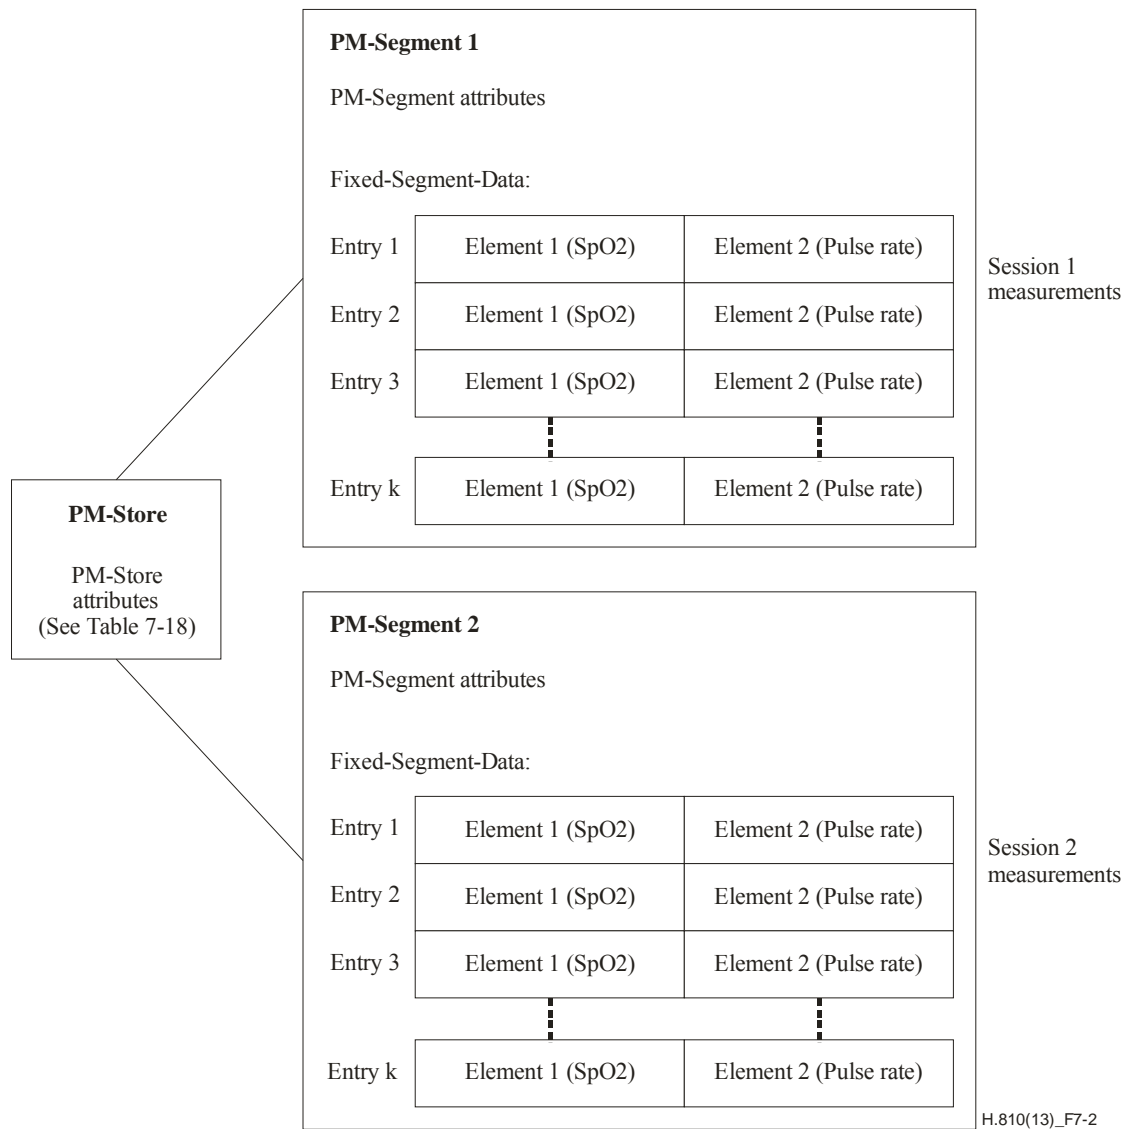 PM-Segment 1
PM-Segment attributes
Fixed-Segment-Data:
Entry 1 Element 1 (SpO2) Element 2 (Pulse rate)
Entry 2 Element 1 (SpO2) Element 2 (Pulse rate)
Entry 3 Element 1 (SpO2) Element 2 (Pulse rate)
Entry k Element 1 (SpO2) Element 2 (Pulse rate)
Session 1
measurements
PM-Store
PM-Store
attributes
(See Table 7-18)
PM-Segment 2
PM-Segment attributes
Fixed-Segment-Data:
Entry 1 Element 1 (SpO2) Element 2 (Pulse rate)
Entry 2 Element 1 (SpO2) Element 2 (Pulse rate)
Entry 3 Element 1 (SpO2) Element 2 (Pulse rate)
Entry k Element 1 (SpO2) Element 2 (Pulse rate)
Session 2
measurements
H.810(13)_F7-2